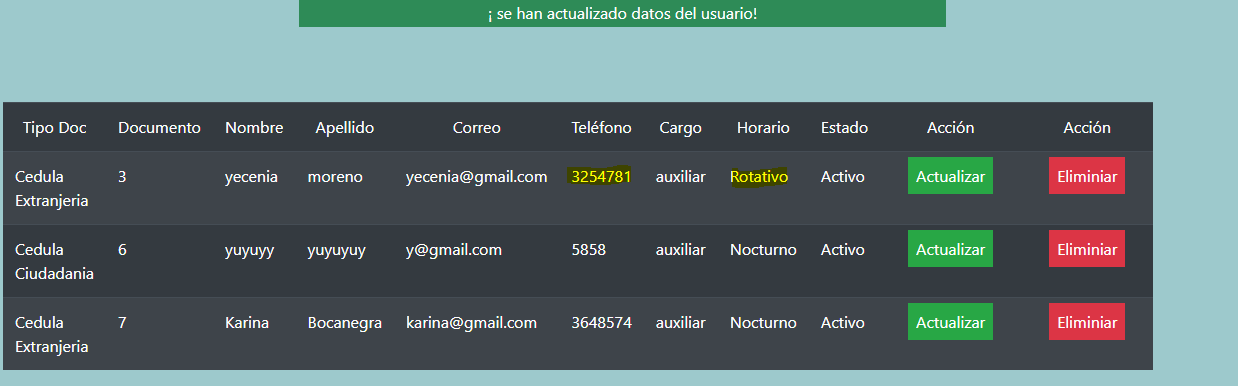 ¡ se han actualizado datos del usuario!
Tipo Doc Documento Nombre Apellido Correo Teléfono Cargo Horario Estado Acción Acción
Cedula Extranjeria 3 yecenia moreno yecenia@gmail.com 3254781 auxiliar Rotativo Activo Actualizar Eliminiar
Cedula Ciudadania 6 yuyuyy yuyuyuy y@gmail.com 5858 auxiliar Nocturno Activo Actualizar Eliminiar
Cedula Extranjeria 7 Karina Bocanegra karina@gmail.com 3648574 auxiliar Nocturno Activo Actualizar Eliminiar